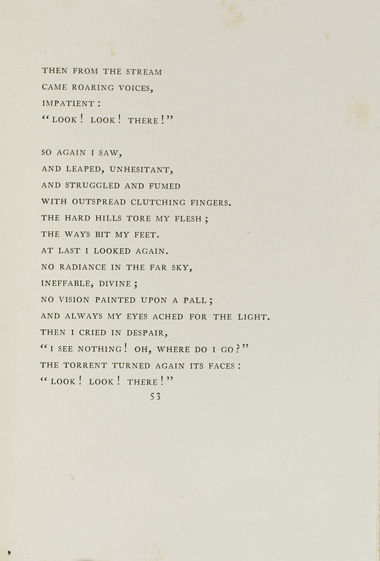 THEN FROM THE STREAM
CAME ROARING VOICES,
IMPATIENT :
“ LOOK ! LOOK ! THERE ! ”
SO AGAIN I SAW,
AND LEAPED, UNHESITANT,
AND STRUGGLED AND FUMED
WITH OUTSPREAD CLUTCHING FINGERS.
THE HARD HILLS TORE MY FLESH ;
THE WAYS BIT MY FEET.
AT LAST I LOOKED AGAIN.
NO RADIANCE IN THE FAR SKY,
INEFFABLE, DIVINE ;
NO VISION PAINTED UPON A PALL ;
AND ALWAYS MY EYES ACHED FOR THE LIGHT.
THEN I CRIED IN DESPAIR,
“ I SEE NOTHING ! OH, WHERE DO I GO ? ”
THE TORRENT TURNED AGAIN ITS FACES :
“ LOOK ! LOOK ! THERE ! ”
53